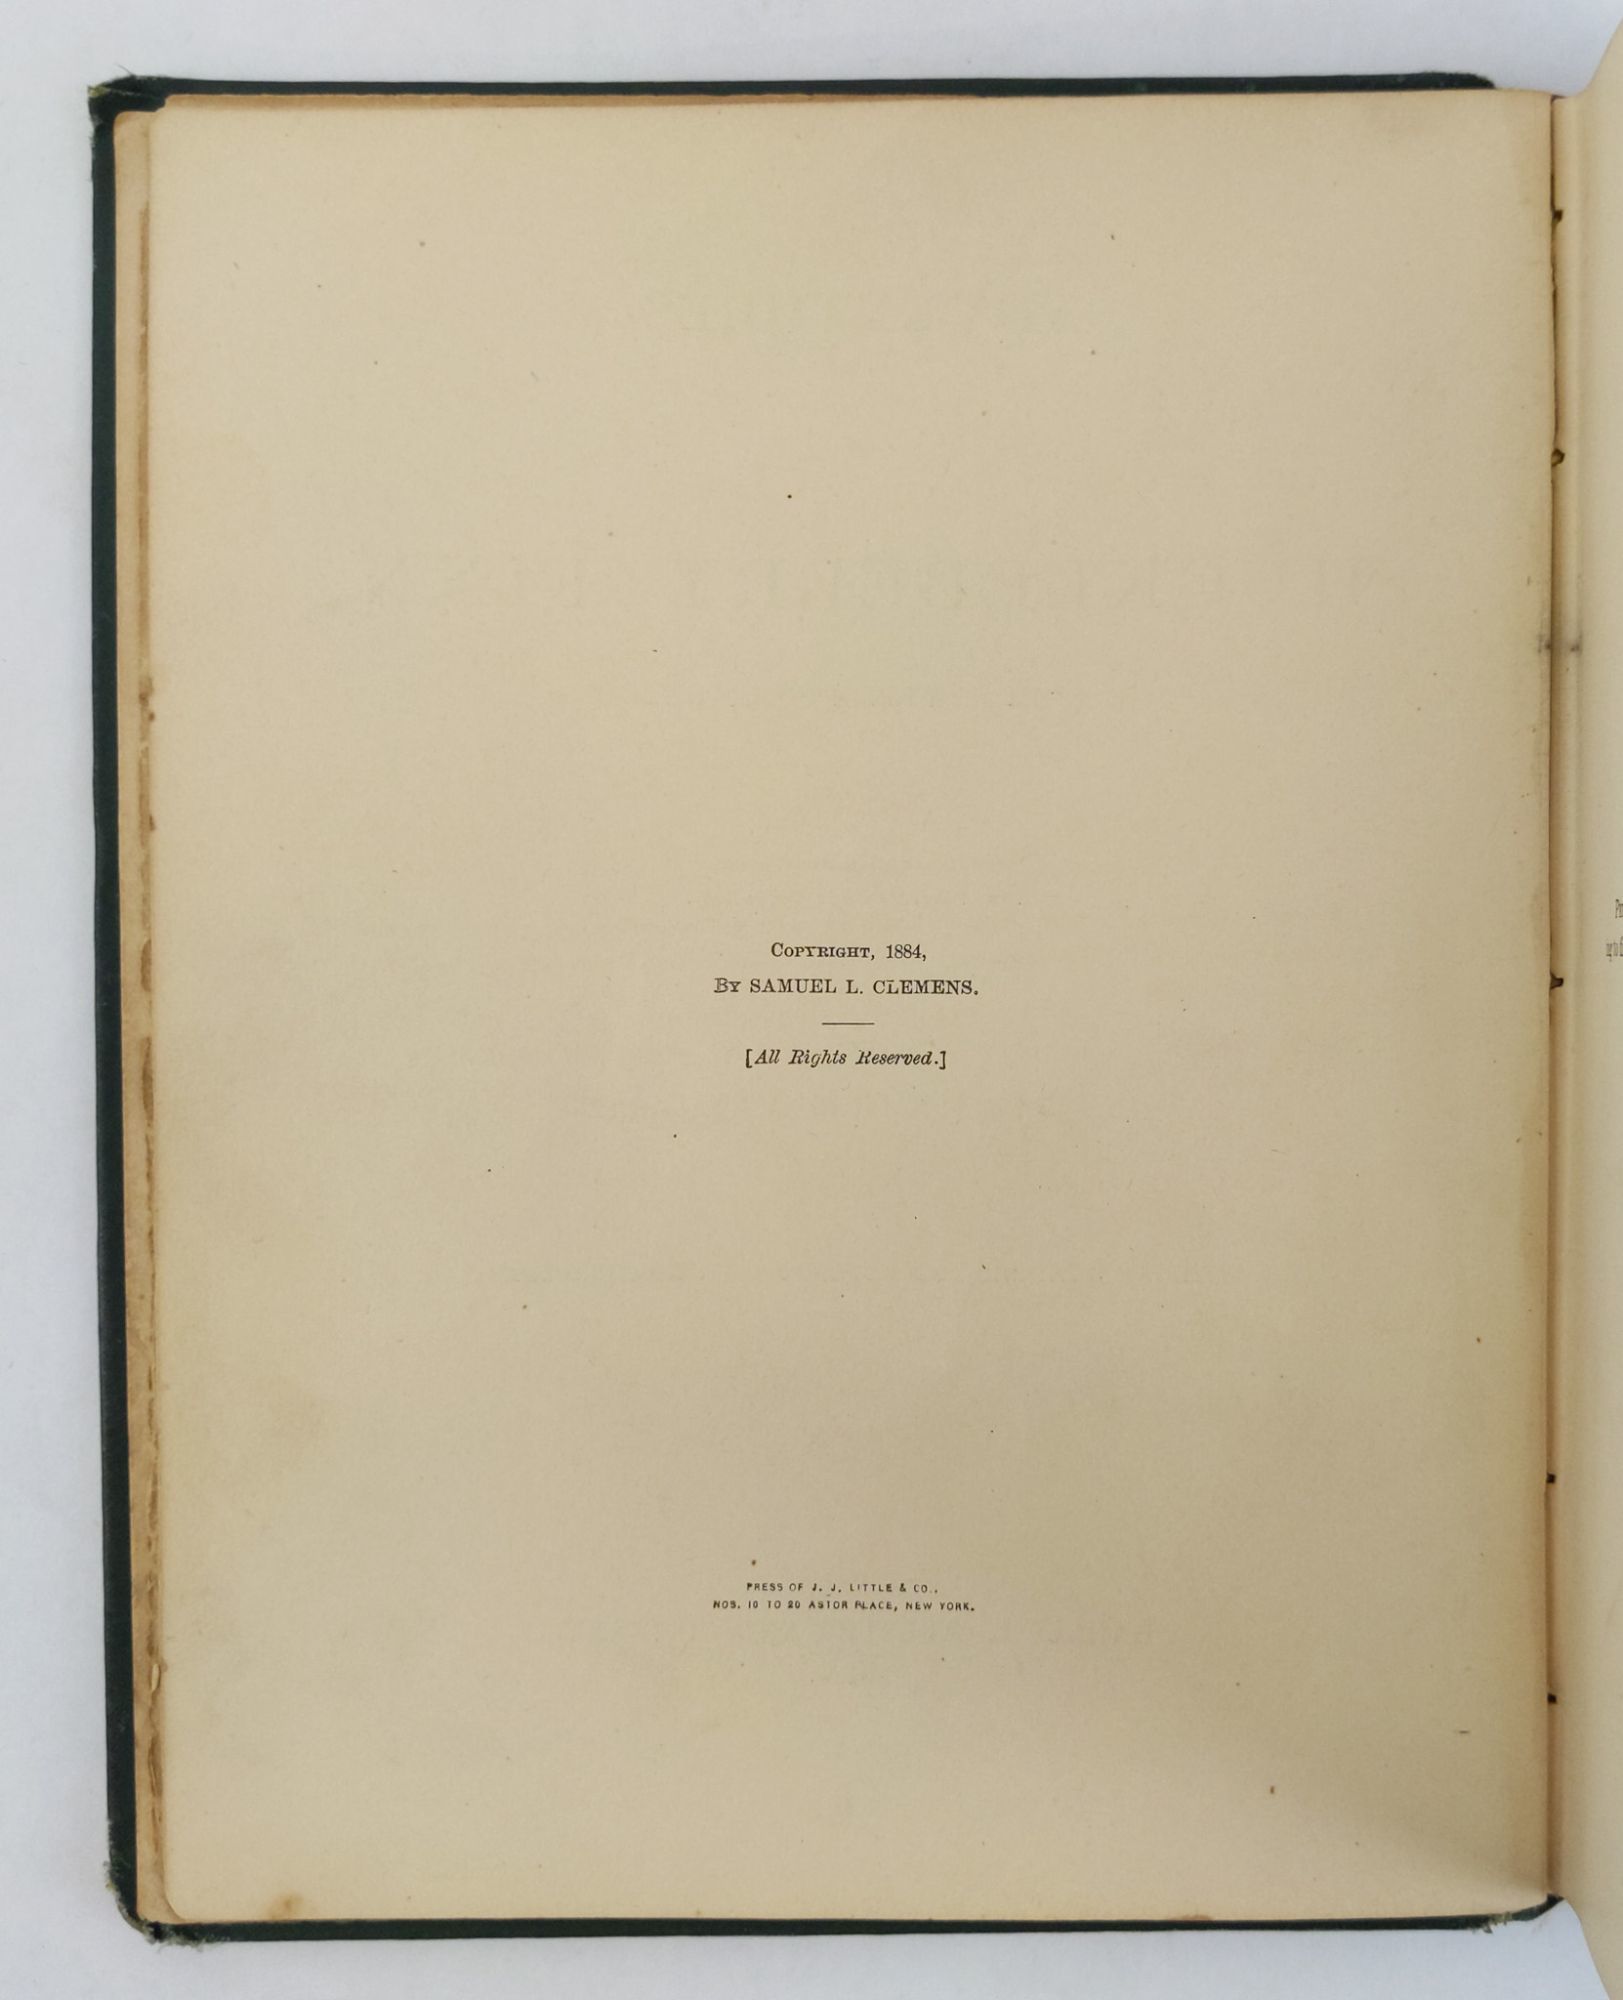 Copyright, 1884,
By SAMUEL L. CLEMENS.
[All Rights Reserved.]
PRESS OF J. J. LITTLE & CO.,
NOS. 10 TO 20 ASTOR PLACE, NEW YORK.